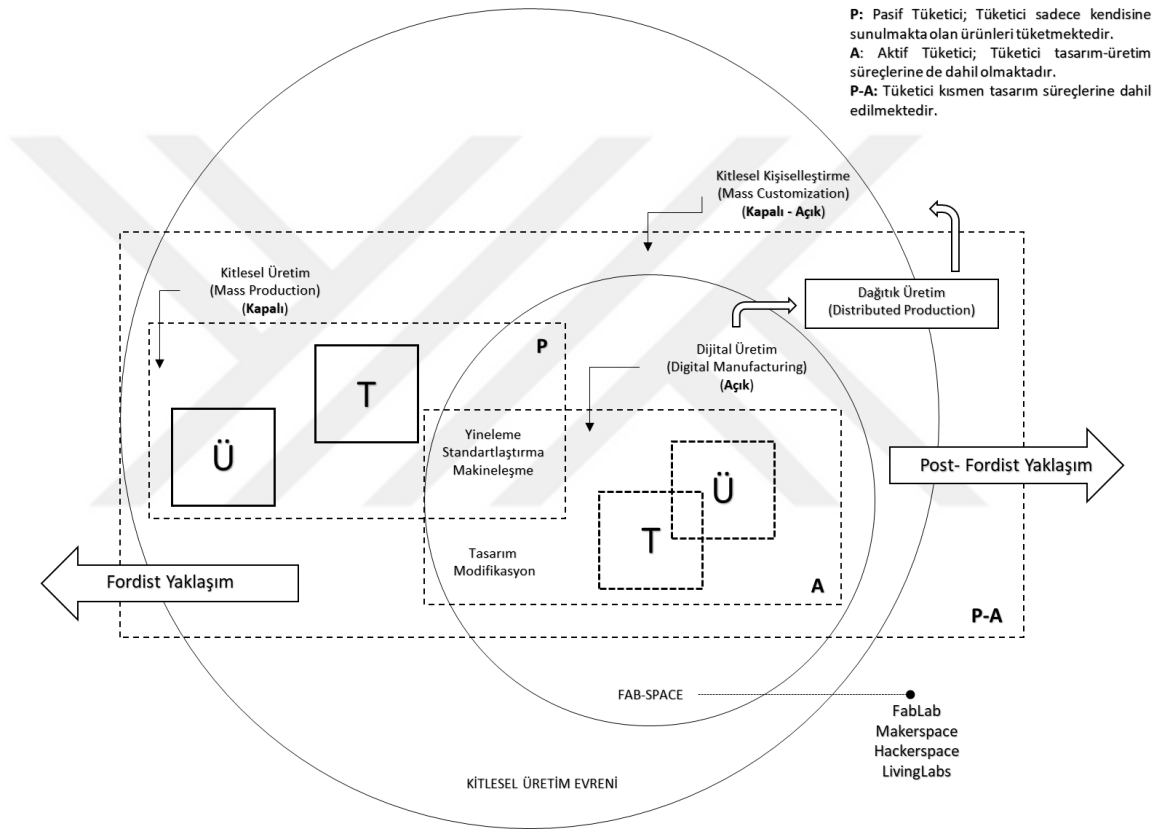 P: Pasif Tüketici; Tüketici sadece kendisine
sunulmakta olan ürünleri tüketmektedir.
A: Aktif Tüketici; Tüketici tasarım-üretim
süreçlerine de dahil olmaktadır.
P-A: Tüketici kısmen tasarım süreçlerine dahil
edilmektedir.
Kitlesel Kişiselleştirme
(Mass Customization)
(Kapalı - Açık)
Kitlesel Üretim
(Mass Production)
(Kapalı)
Dağıtık Üretim
(Distributed Production)
P
Dijital Üretim
(Digital Manufacturing)
(Açık)
T
Ü
Yineleme
Standartlaştırma
Makineleşme
Ü
T
Post- Fordist Yaklaşım
Tasarım
Modifikasyon
Fordist Yaklaşım
A
P-A
FAB-SPACE
FabLab
Makerspace
Hackerspace
LivingLabs
KİTLESEL ÜRETİM EVRENİ